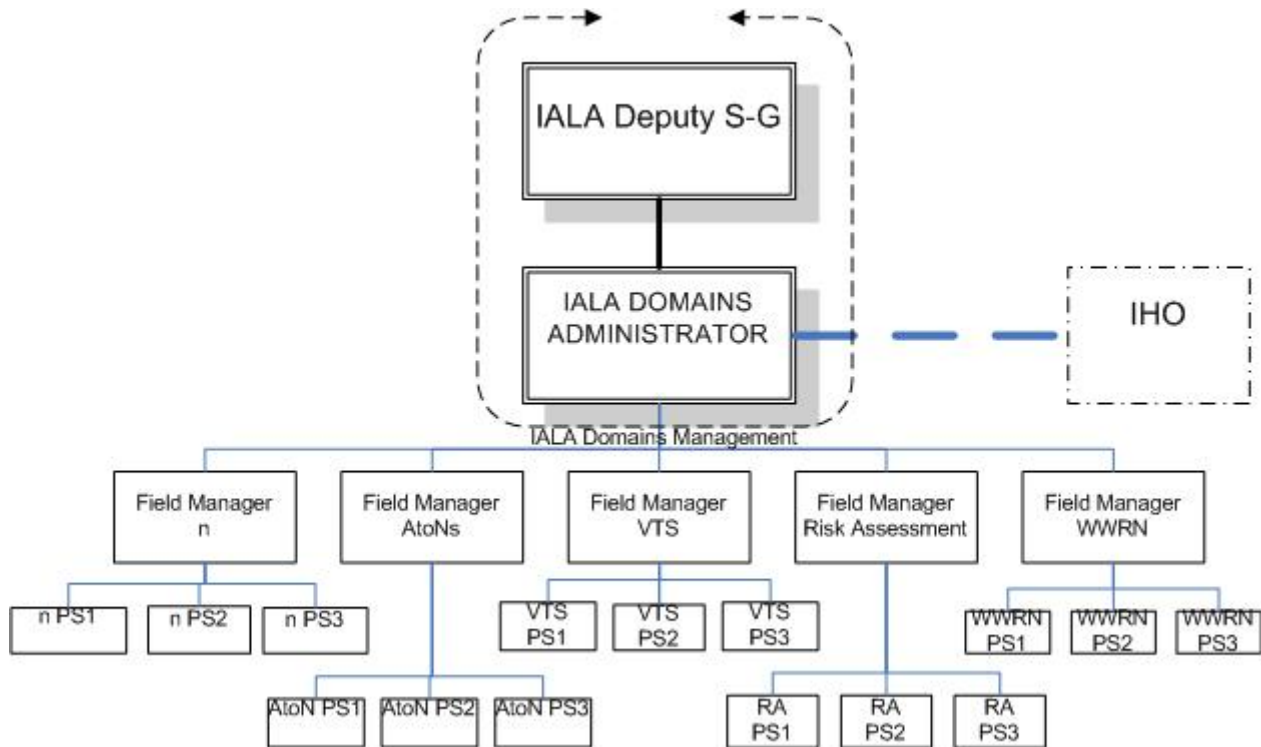 IALA Deputy S-G
IALA DOMAINS
ADMINISTRATOR
IHO
IALA Domains Management
Field Manager
n
Field Manager
AtoNs
Field Manager
VTS
Field Manager
Risk Assessment
Field Manager
WWRN
n PS1
n PS2
n PS3
VTS
PS1
VTS
PS2
VTS
PS3
WWRN
PS1
WWRN
PS2
WWRN
PS3
AtoN PS1
AtoN PS2
AtoN PS3
RA
PS1
RA
PS2
RA
PS3